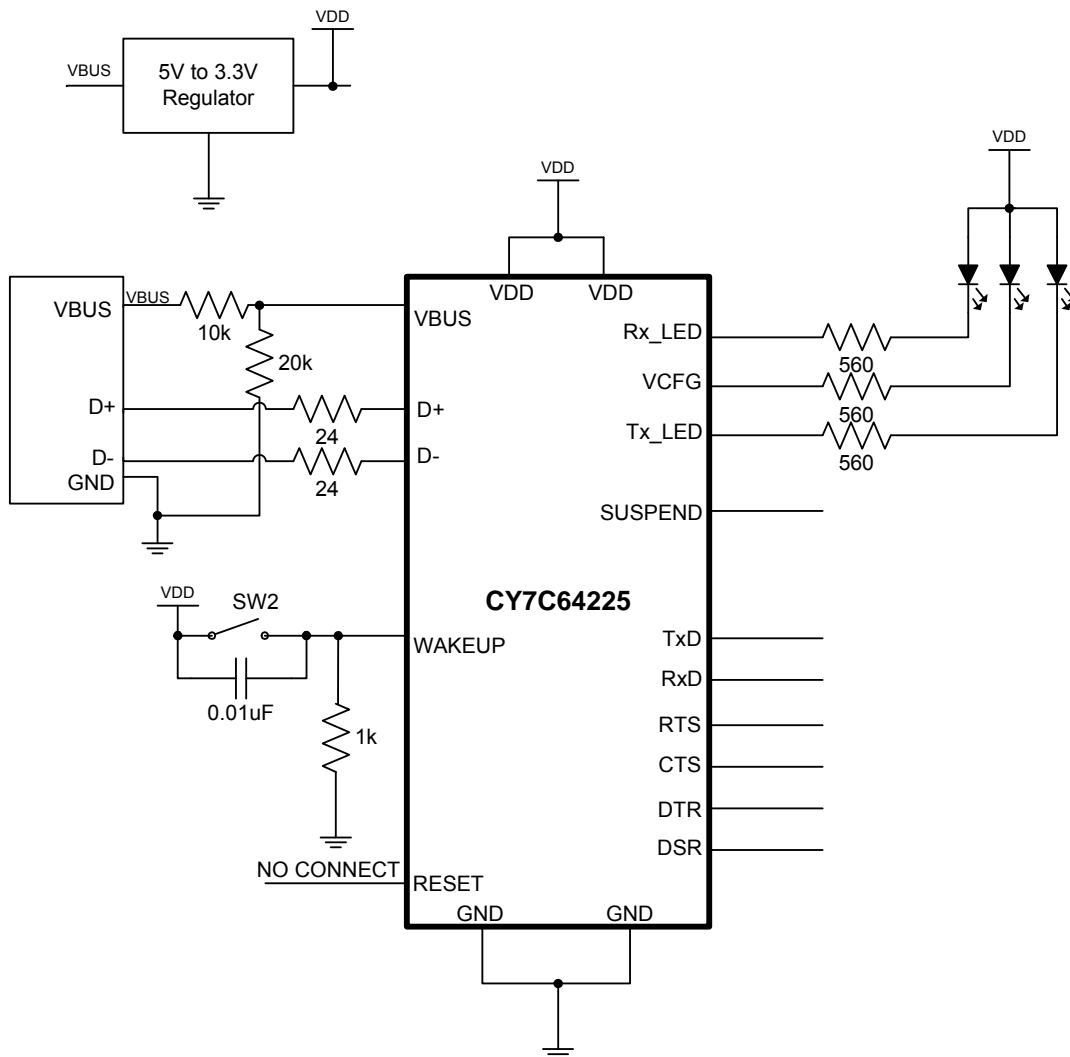 VDD
VBUS
5V to 3.3V
Regulator
VDD
VDD
VBUS
VBUS
10k
20k
D+
24
D-
24
GND
VDD
SW2
0.01uF
1k
NO CONNECT
VDD
VDD
VBUS
D+
D-
WAKEUP
RESET
CY7C64225
GND
GND
Rx_LED
VCFG
Tx_LED
SUSPEND
TxD
RxD
RTS
CTS
DTR
DSR
560
560
560